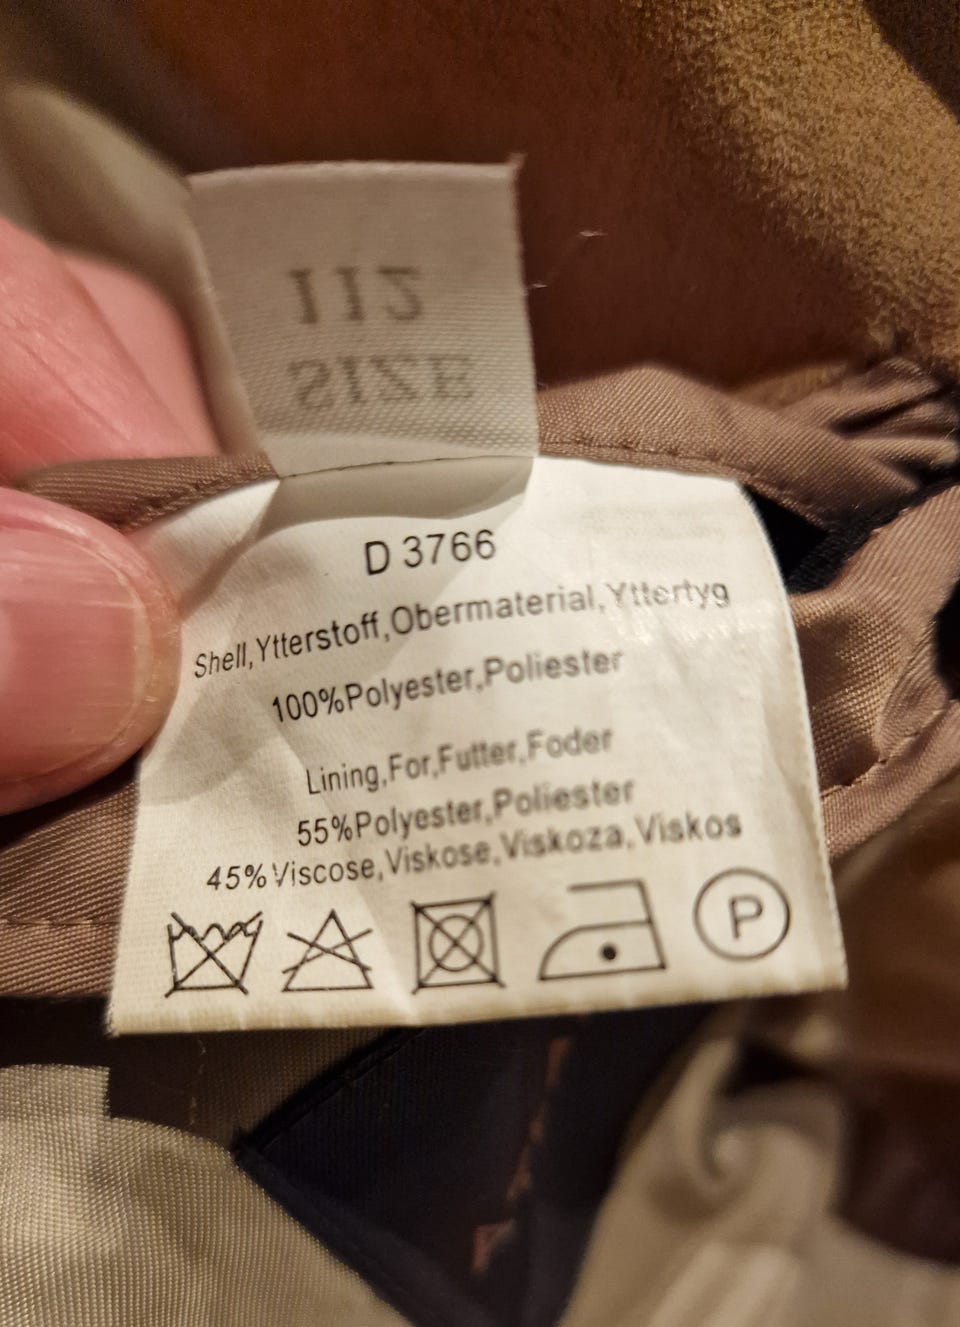 112
SIZE
D 3766
Shell,Ytterstoff,Obermaterial,Yttertyg
100%Polyester,Poliester
Lining,For,Futter,Foder
55%Polyester,Poliester
45%Viscose,Viskose,Viskoza,Viskos
P